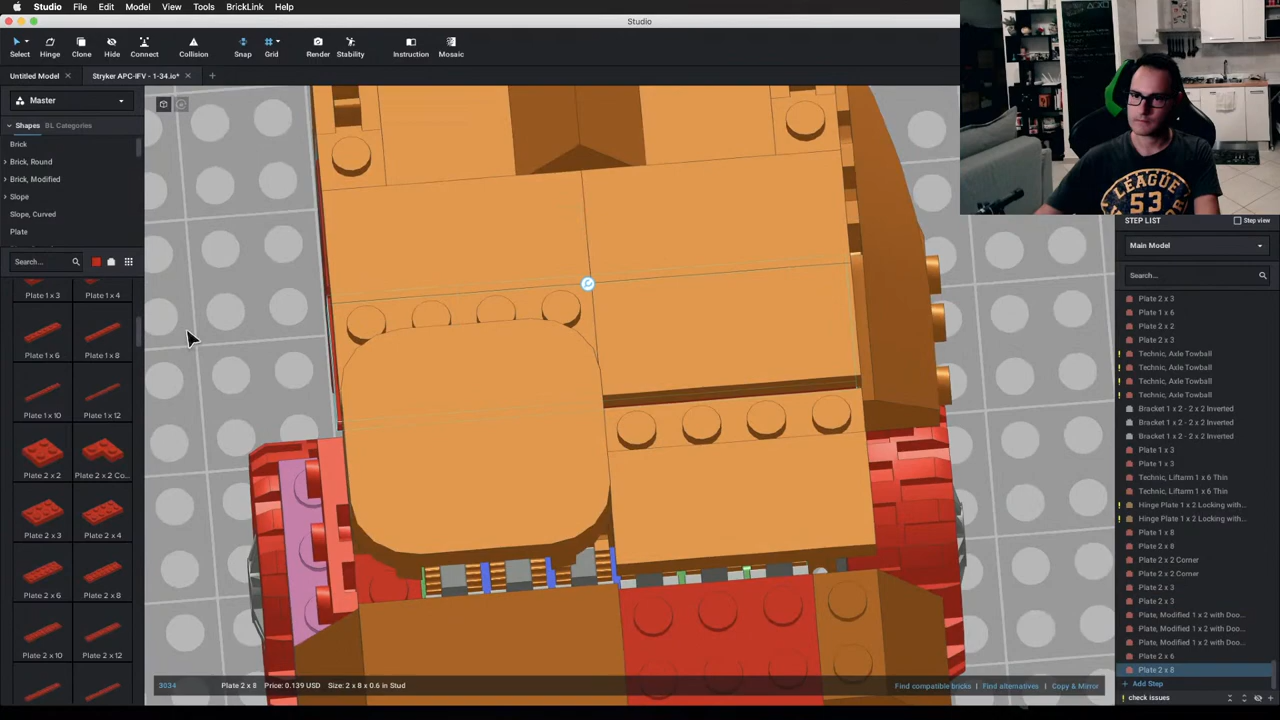 Studio File Edit Model View Tools BrickLink Help
Studio
Select Hinge Clone Hide Connect Collision Snap Grid Render Stability Instruction Mosaic
Untitled Model Stryker APC-IFV - 1-34.io*
Master
Shapes BL Categories
Brick
Brick, Round
Brick, Modified
Slope
Slope, Curved
Plate
Search...
Plate 1 x 3 Plate 1 x 4
Plate 1 x 6 Plate 1 x 8
Plate 1 x 10 Plate 1 x 12
Plate 2 x 2 Plate 2 x 2 Co...
Plate 2 x 3 Plate 2 x 4
Plate 2 x 6 Plate 2 x 8
Plate 2 x 10 Plate 2 x 12
3034 Plate 2 x 8 Price: 0.139 USD Size: 2 x 8 x 0.6 in Stud
Find compatible bricks | Find alternatives | Copy & Mirror
LEAGUE
53
STEP LIST Step view
Main Model
Search...
Plate 2 x 3
Plate 1 x 6
Plate 2 x 2
Plate 2 x 3
Technic, Axle Towball
Technic, Axle Towball
Technic, Axle Towball
Technic, Axle Towball
Bracket 1 x 2 - 2 x 2 Inverted
Bracket 1 x 2 - 2 x 2 Inverted
Bracket 1 x 2 - 2 x 2 Inverted
Plate 1 x 3
Plate 1 x 3
Technic, Liftarm 1 x 6 Thin
Technic, Liftarm 1 x 6 Thin
Hinge Plate 1 x 2 Locking with...
Hinge Plate 1 x 2 Locking with...
Plate 1 x 8
Plate 2 x 8
Plate 2 x 2 Corner
Plate 2 x 2 Corner
Plate 2 x 3
Plate 2 x 3
Plate, Modified 1 x 2 with Doo...
Plate, Modified 1 x 2 with Doo...
Plate, Modified 1 x 2 with Doo...
Plate 2 x 6
Plate 2 x 8
+ Add Step
check issues